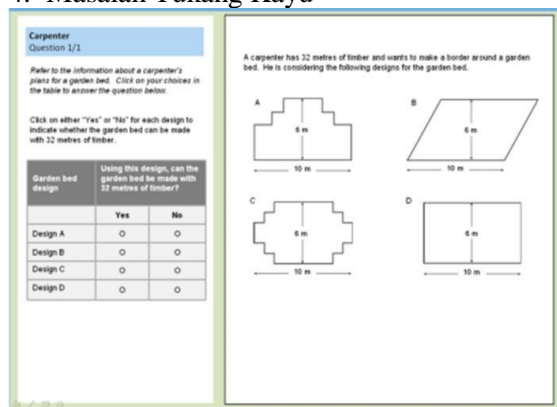 4. Masalah Tukang Kayu
Carpenter
Question 1/1
Refer to the information about a carpenter's
plans for a garden bed. Click on your choices in
the table to answer the question below.
Click on either "Yes" or "No" for each design to
indicate whether the garden bed can be made
with 32 metres of timber.
Garden bed
design
Using this design, can the
garden bed be made with
32 metres of timber?
Yes No
Design A
Design B
Design C
Design D
A carpenter has 32 metres of timber and wants to make a border around a garden
bed. He is considering the following designs for the garden bed.
A
6 m
10 m
B
6 m
10 m
C
6 m
10 m
D
6 m
10 m